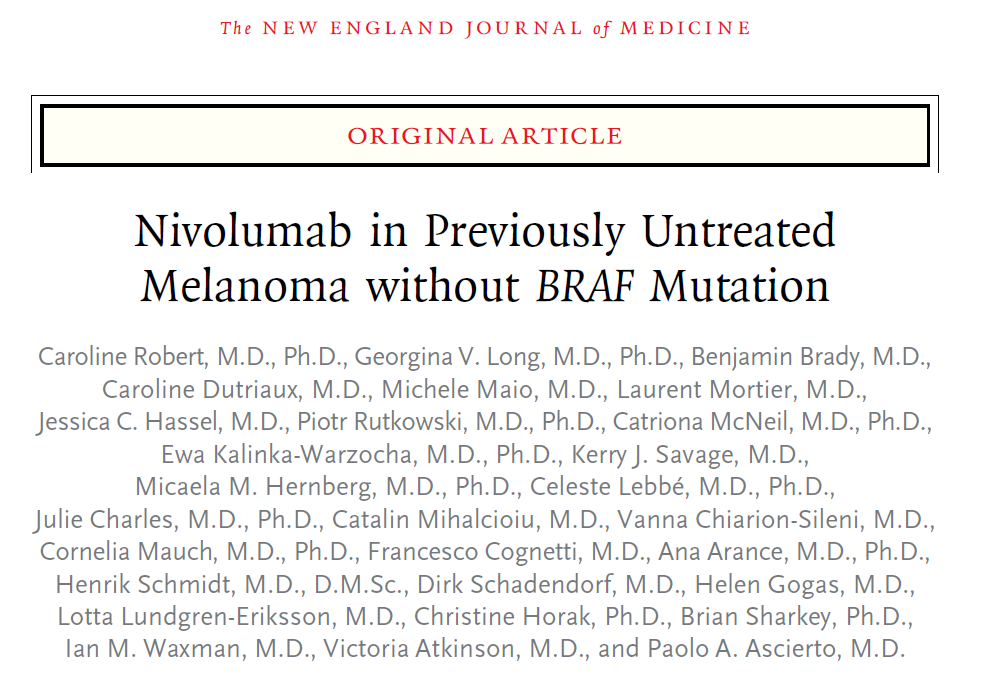 The NEW ENGLAND JOURNAL of MEDICINE
ORIGINAL ARTICLE
Nivolumab in Previously Untreated
Melanoma without BRAF Mutation
Caroline Robert, M.D., Ph.D., Georgina V. Long, M.D., Ph.D., Benjamin Brady, M.D.,
Caroline Dutriaux, M.D., Michele Maio, M.D., Laurent Mortier, M.D.,
Jessica C. Hassel, M.D., Piotr Rutkowski, M.D., Ph.D., Catriona McNeil, M.D., Ph.D.,
Ewa Kalinka-Warzocha, M.D., Ph.D., Kerry J. Savage, M.D.,
Micaela M. Hernberg, M.D., Ph.D., Celeste Lebbé, M.D., Ph.D.,
Julie Charles, M.D., Ph.D., Catalin Mihalcioiu, M.D., Vanna Chiarion-Sileni, M.D.,
Cornelia Mauch, M.D., Ph.D., Francesco Cognetti, M.D., Ana Arance, M.D., Ph.D.,
Henrik Schmidt, M.D., D.M.Sc., Dirk Schadendorf, M.D., Helen Gogas, M.D.,
Lotta Lundgren-Eriksson, M.D., Christine Horak, Ph.D., Brian Sharkey, Ph.D.,
Ian M. Waxman, M.D., Victoria Atkinson, M.D., and Paolo A. Ascierto, M.D.